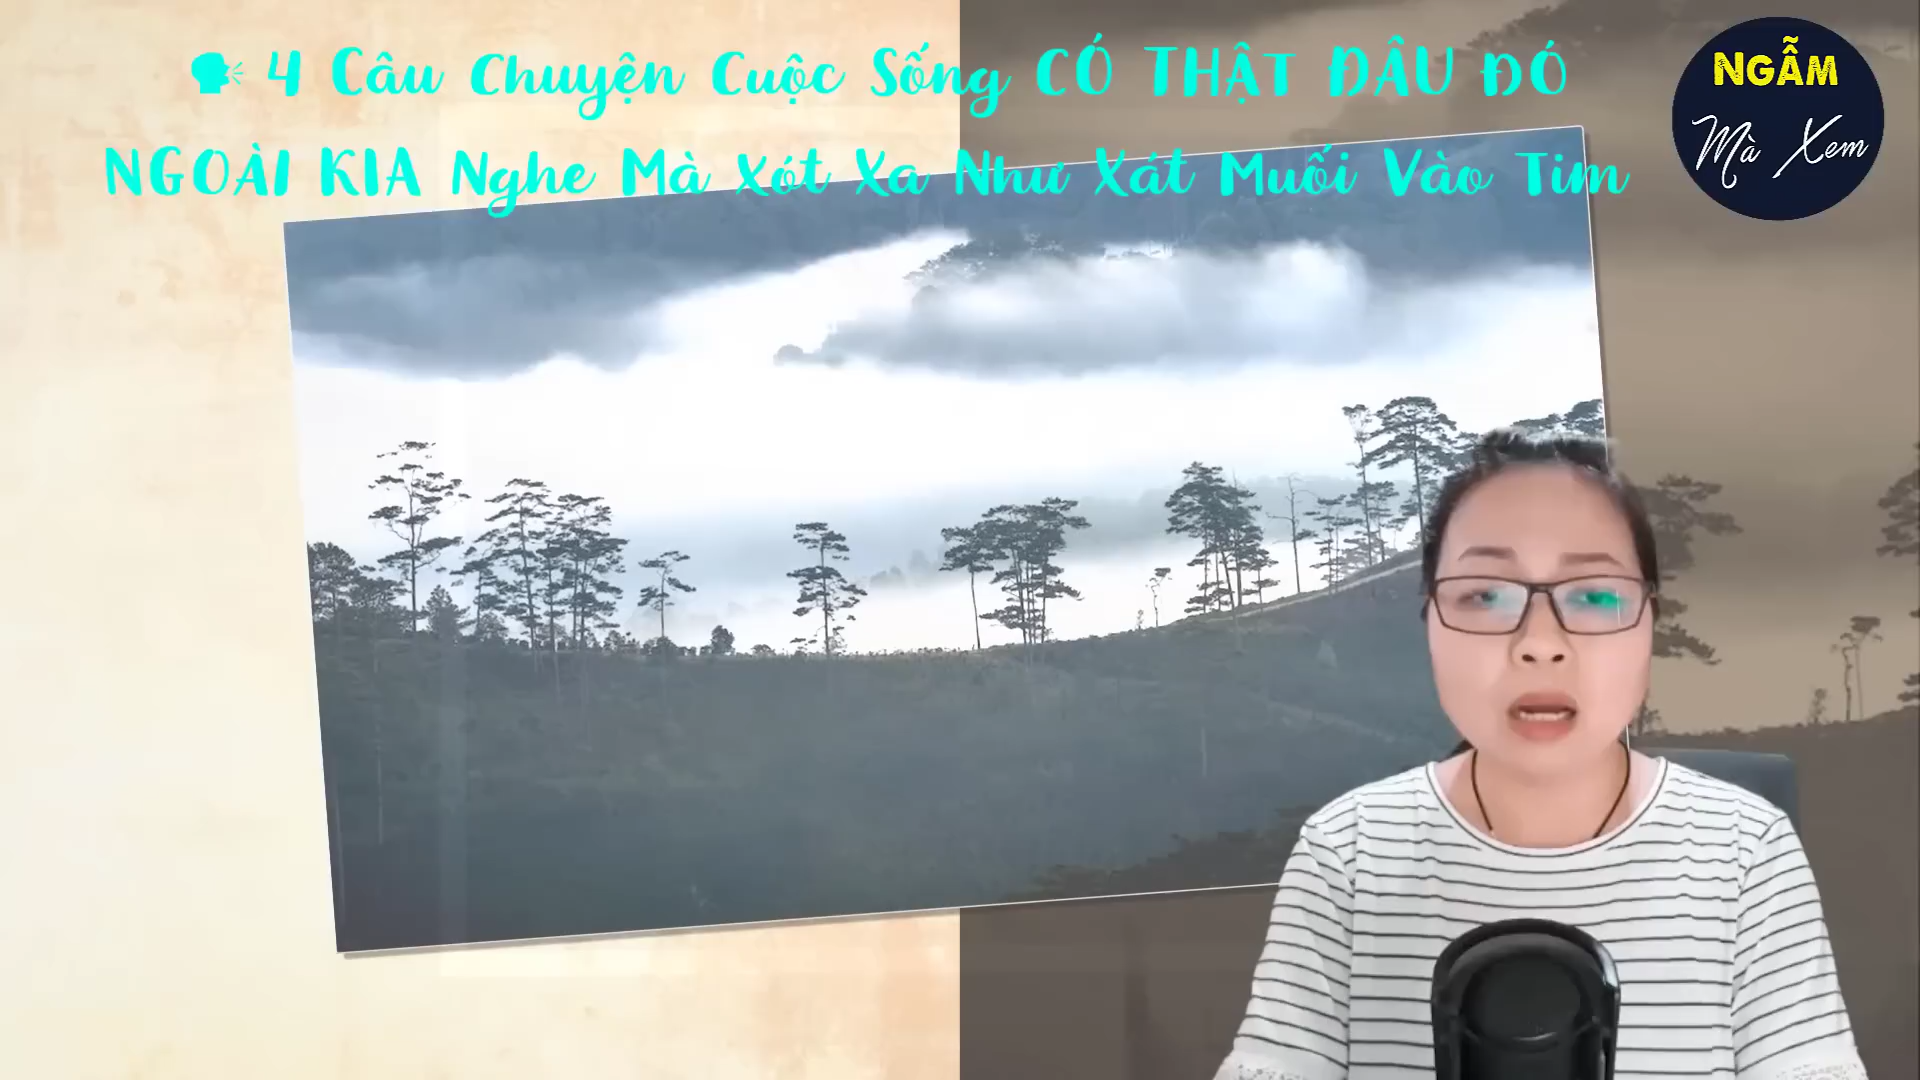 🗣 4 Câu Chuyện Cuộc Sống CÓ THẬT ĐÂU ĐÓ
NGOÀI KIA Nghe Mà Xót Xa Như Xát Muối Vào Tim
NGẪM
Mà Xem